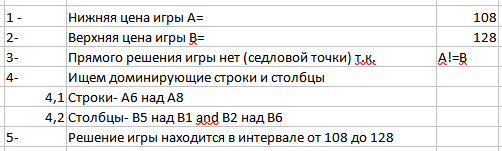 1 - Нижняя цена игры A= 108
2- Верхняя цена игры B= 128
3- Прямого решения игры нет (седловой точки) т.к. A!=B
4- Ищем доминирующие строки и столбцы
4,1 Строки- A6 над A8
4,2 Столбцы- B5 над B1 and B2 над B6
5- Решение игры находится в интервале от 108 до 128